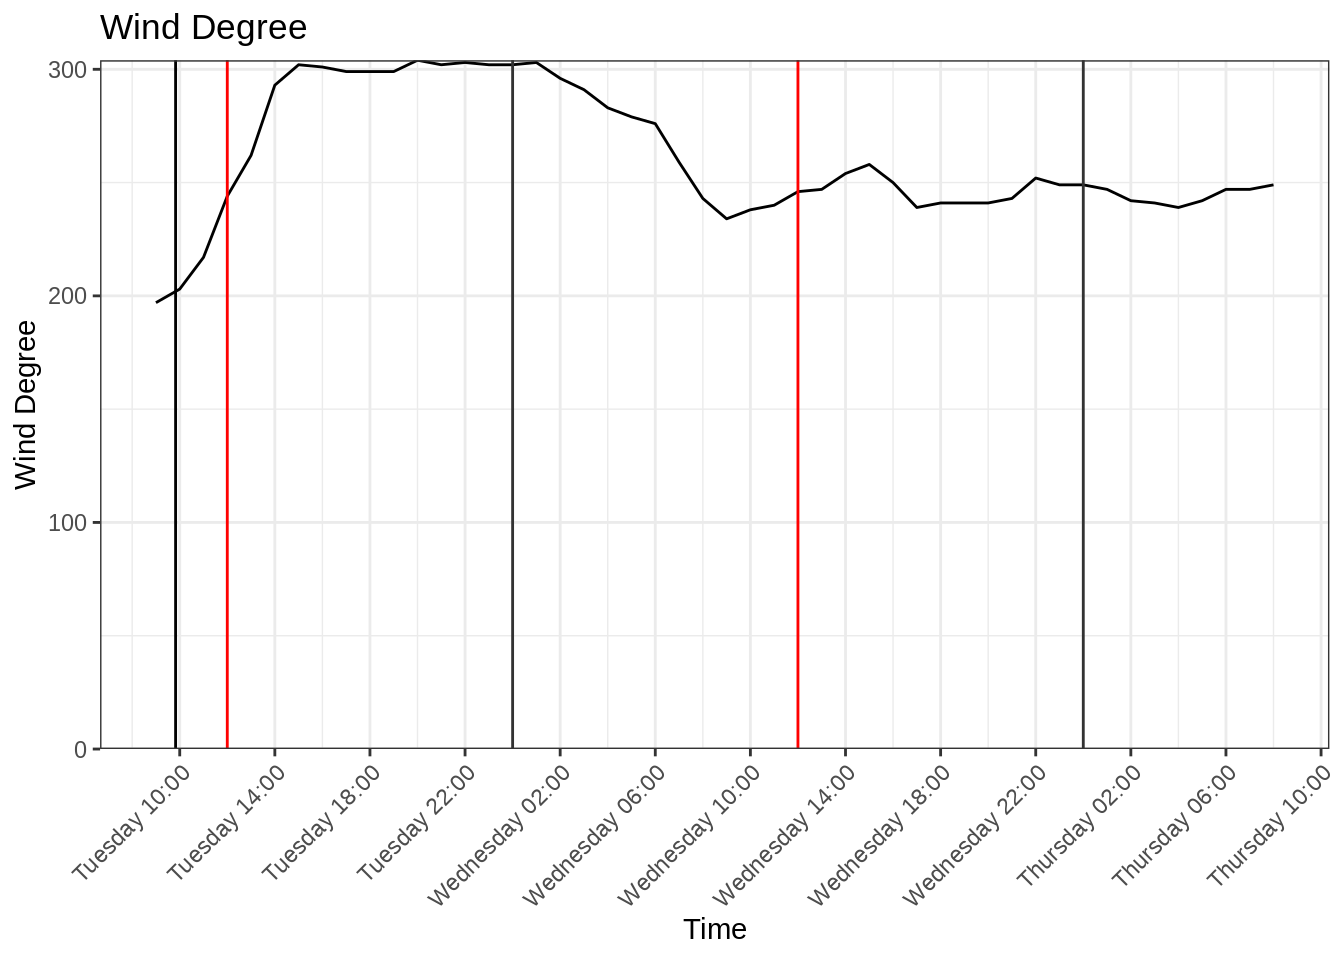 Wind Degree
Wind Degree
300
200
100
0
Tuesday 10:00
Tuesday 14:00
Tuesday 18:00
Tuesday 22:00
Wednesday 02:00
Wednesday 06:00
Wednesday 10:00
Wednesday 14:00
Wednesday 18:00
Wednesday 22:00
Thursday 02:00
Thursday 06:00
Thursday 10:00
Time